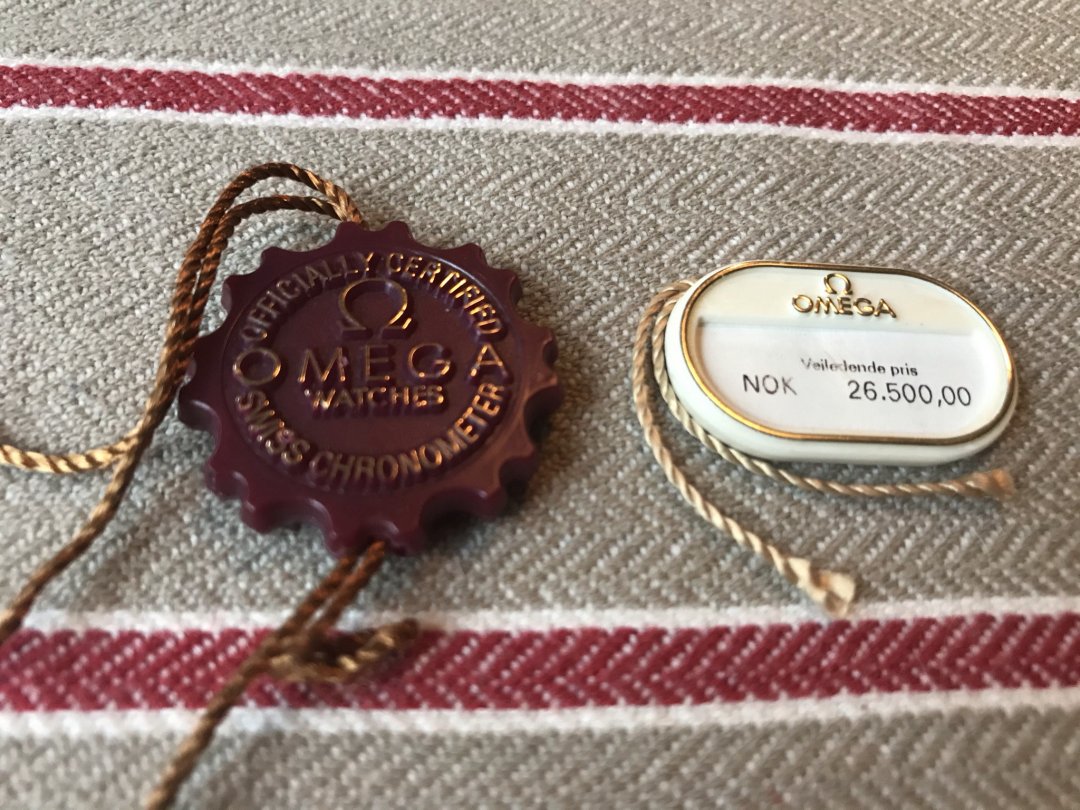 OFFICIALLY CERTIFIED
Ω
OMEGA
WATCHES
SWISS CHRONOMETER
Ω
OMEGA
Veiledende pris
NOK 26.500,00